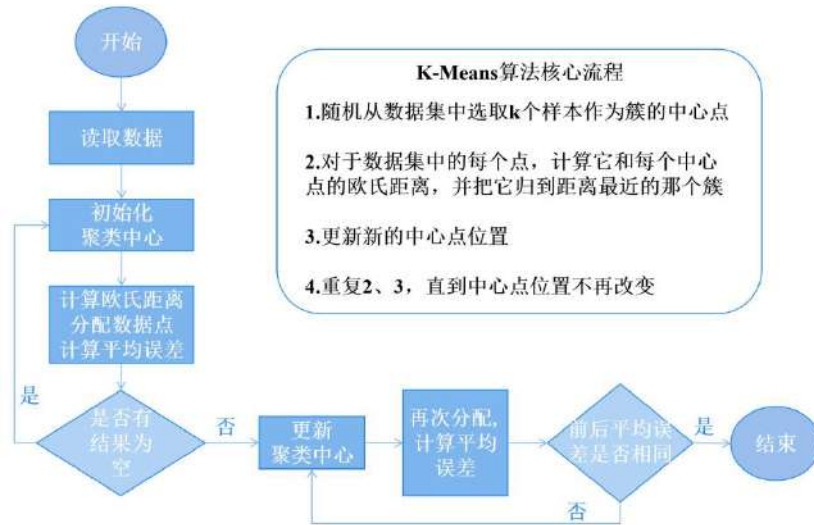 开始
读取数据
初始化
聚类中心
计算欧氏距离
分配数据点
计算平均误差
是
是否有
结果为
空
否
更新
聚类中心
再次分配,
计算平均
误差
前后平均误
差是否相同
是
结束
否
K-Means算法核心流程
1.随机从数据集中选取k个样本作为簇的中心点
2.对于数据集中的每个点，计算它和每个中心
点的欧氏距离，并把它归到距离最近的那个簇
3.更新新的中心点位置
4.重复2、3，直到中心点位置不再改变